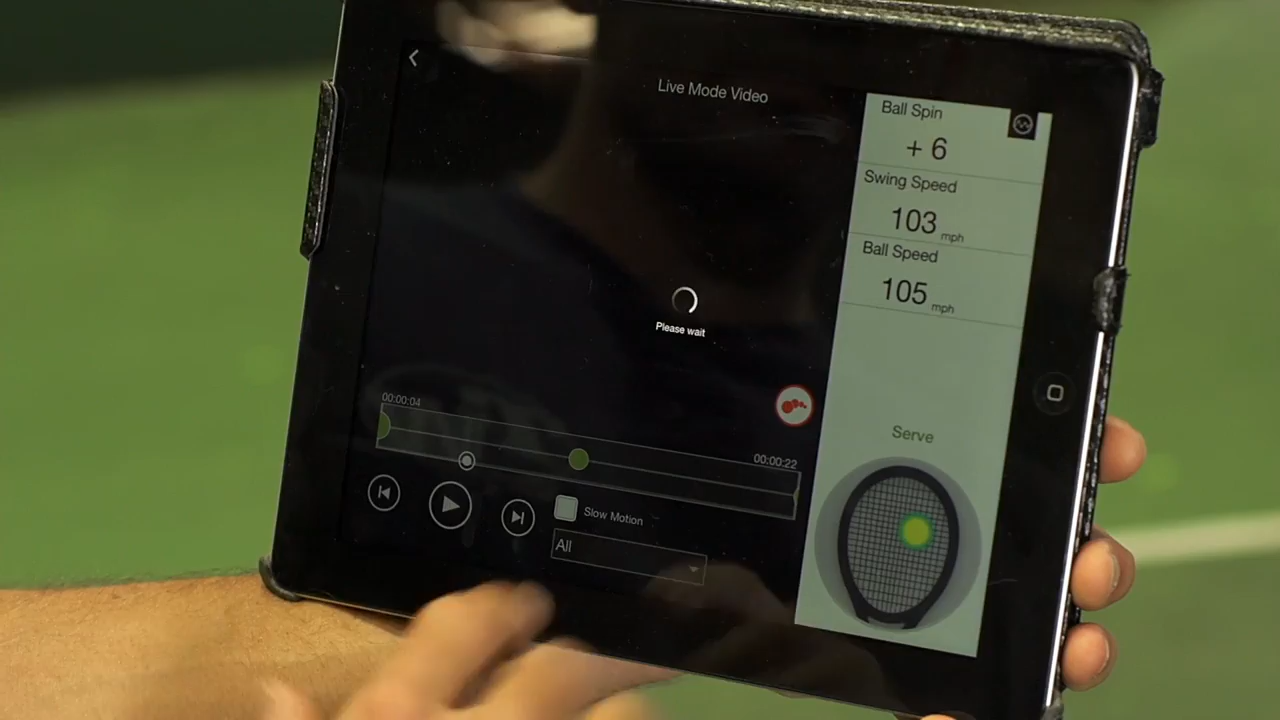 Live Mode Video
Ball Spin
+ 6
Swing Speed
103 mph
Ball Speed
105 mph
Please wait
00:00:04
00:00:22
Slow Motion
All
Serve